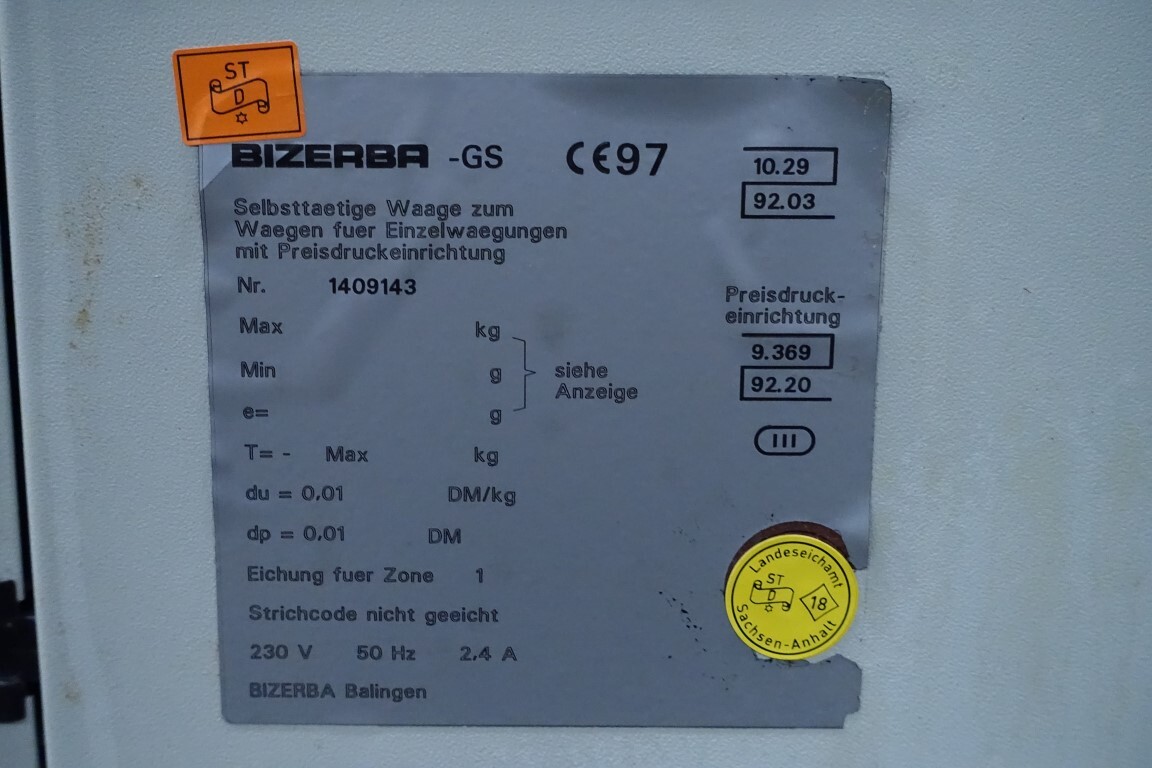 ST
D
BIZERBA -GS CE97
10.29
92.03
Selbsttaetige Waage zum
Waegen fuer Einzelwaegungen
mit Preisdruckeinrichtung
Nr. 1409143
Preisdruck-
einrichtung
9.369
92.20
III
Max kg
Min g
e= g
siehe
Anzeige
T= - Max kg
du = 0,01 DM/kg
dp = 0,01 DM
Eichung fuer Zone 1
Strichcode nicht geeicht
230 V 50 Hz 2,4 A
BIZERBA Balingen
Landeseichamt
ST
D
18
Sachsen-Anhalt